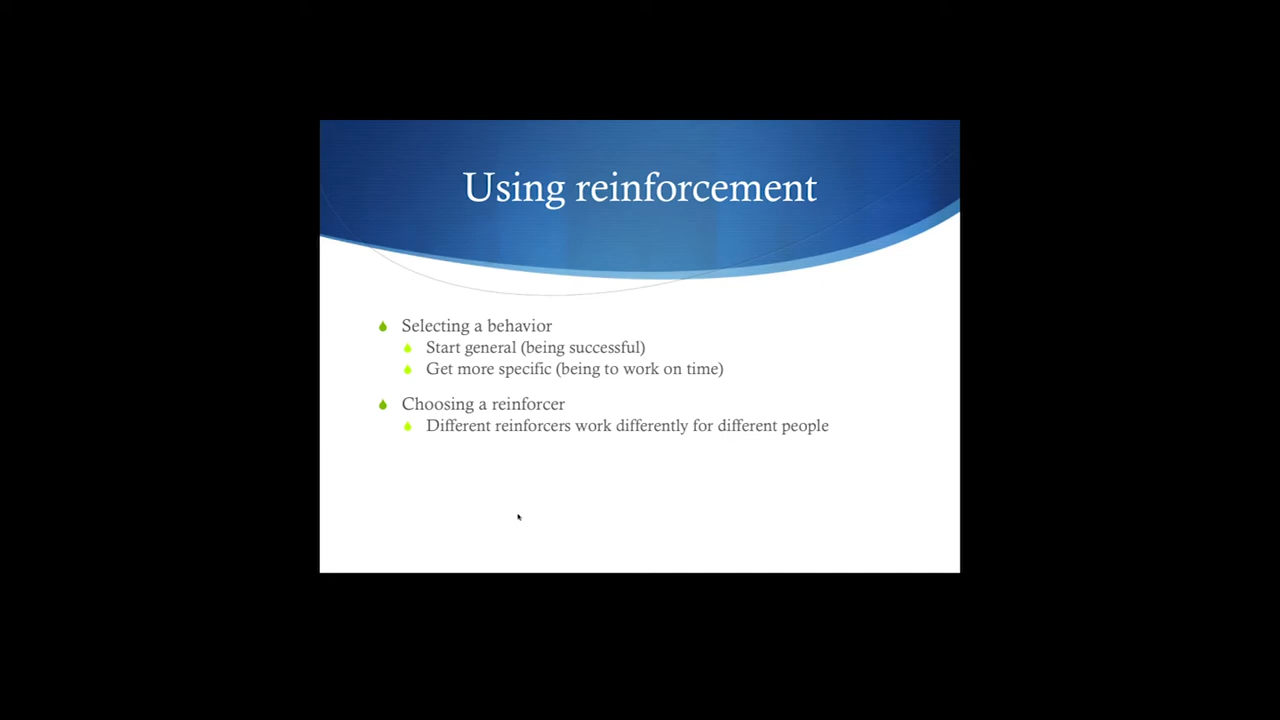 Using reinforcement
Selecting a behavior
Start general (being successful)
Get more specific (being to work on time)
Choosing a reinforcer
Different reinforcers work differently for different people